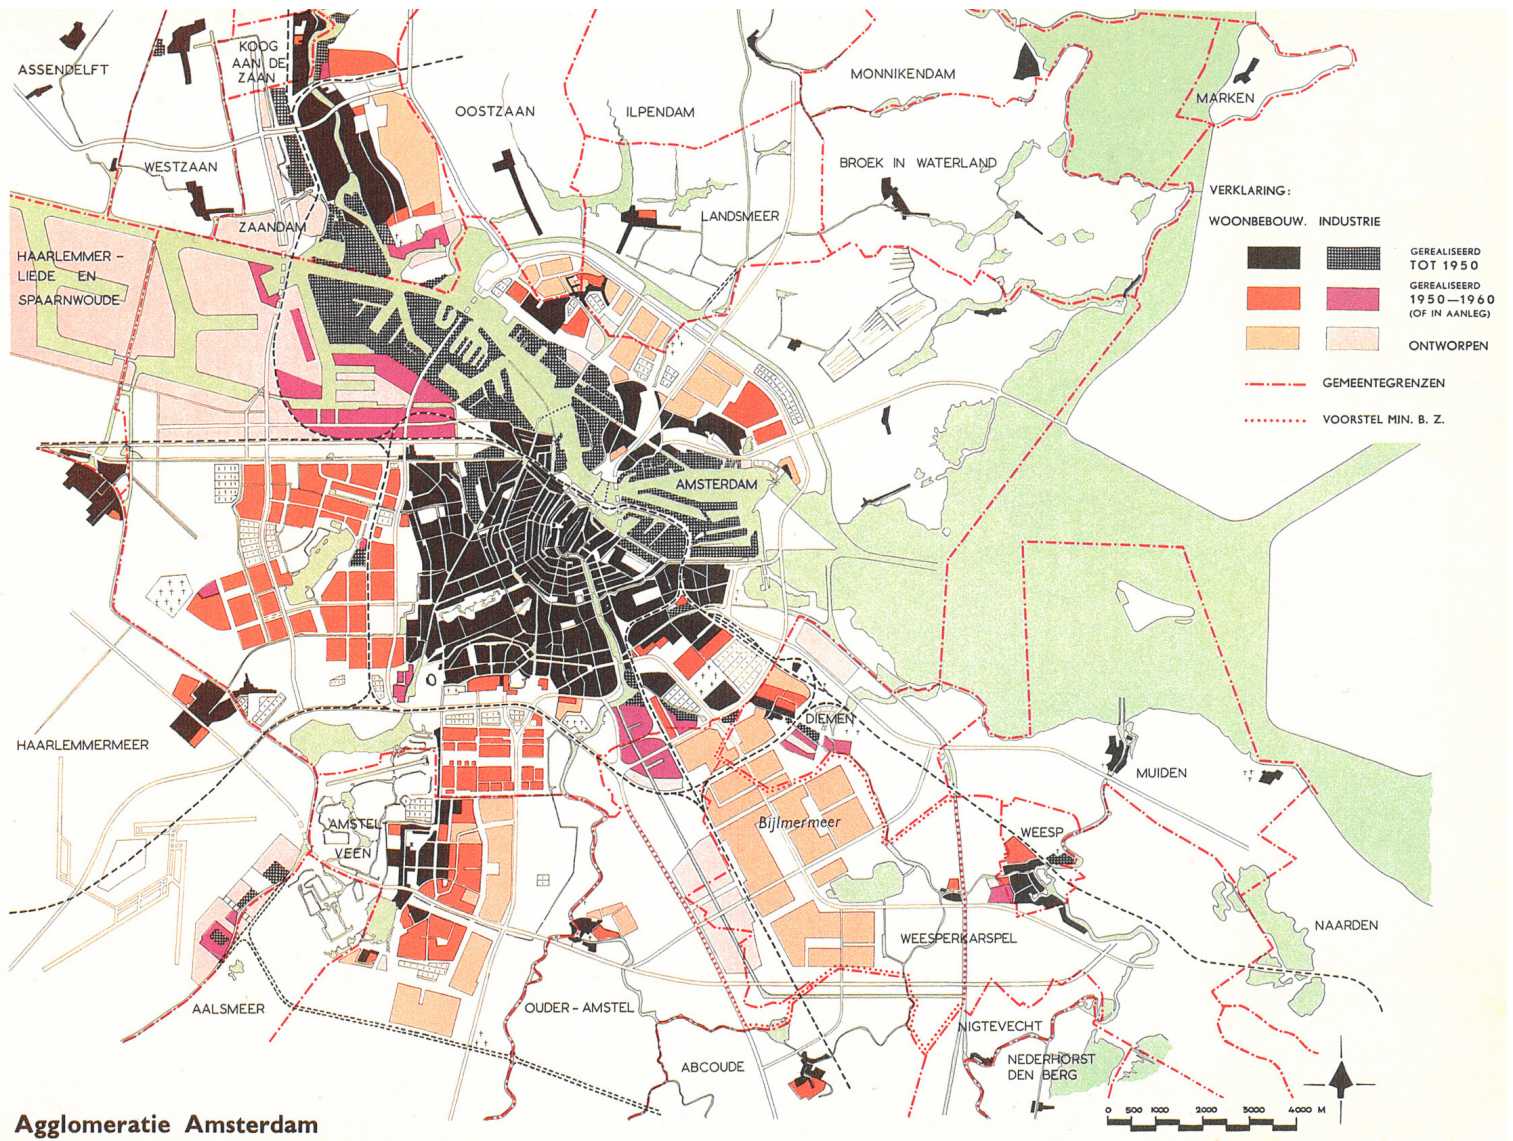 KOOG
AAN DE
ZAAN
ASSENDELFT
OOSTZAAN
ILPENDAM
MONNIKENDAM
MARKEN
WESTZAAN
BROEK IN WATERLAND
ZAANDAM
LANDSMEER
HAARLEMMER –
LIEDE EN
SPAARNWOUDE
VERKLARING:
WOONBEBOUW. INDUSTRIE
GEREALISEERD
TOT 1950
GEREALISEERD
1950—1960
(OF IN AANLEG)
ONTWORPEN
GEMEENTEGRENZEN
VOORSTEL MIN. B. Z.
AMSTERDAM
HAARLEMMERMEER
DIEMEN
MUIDEN
AMSTEL
VEEN
Bijlmermeer
WEESP
WEESPERKARSPEL
NAARDEN
AALSMEER
OUDER – AMSTEL
NIGTEVECHT
ABCOUDE
NEDERHORST
DEN BERG
0 500 1000 2000 3000 4000 M
Agglomeratie Amsterdam